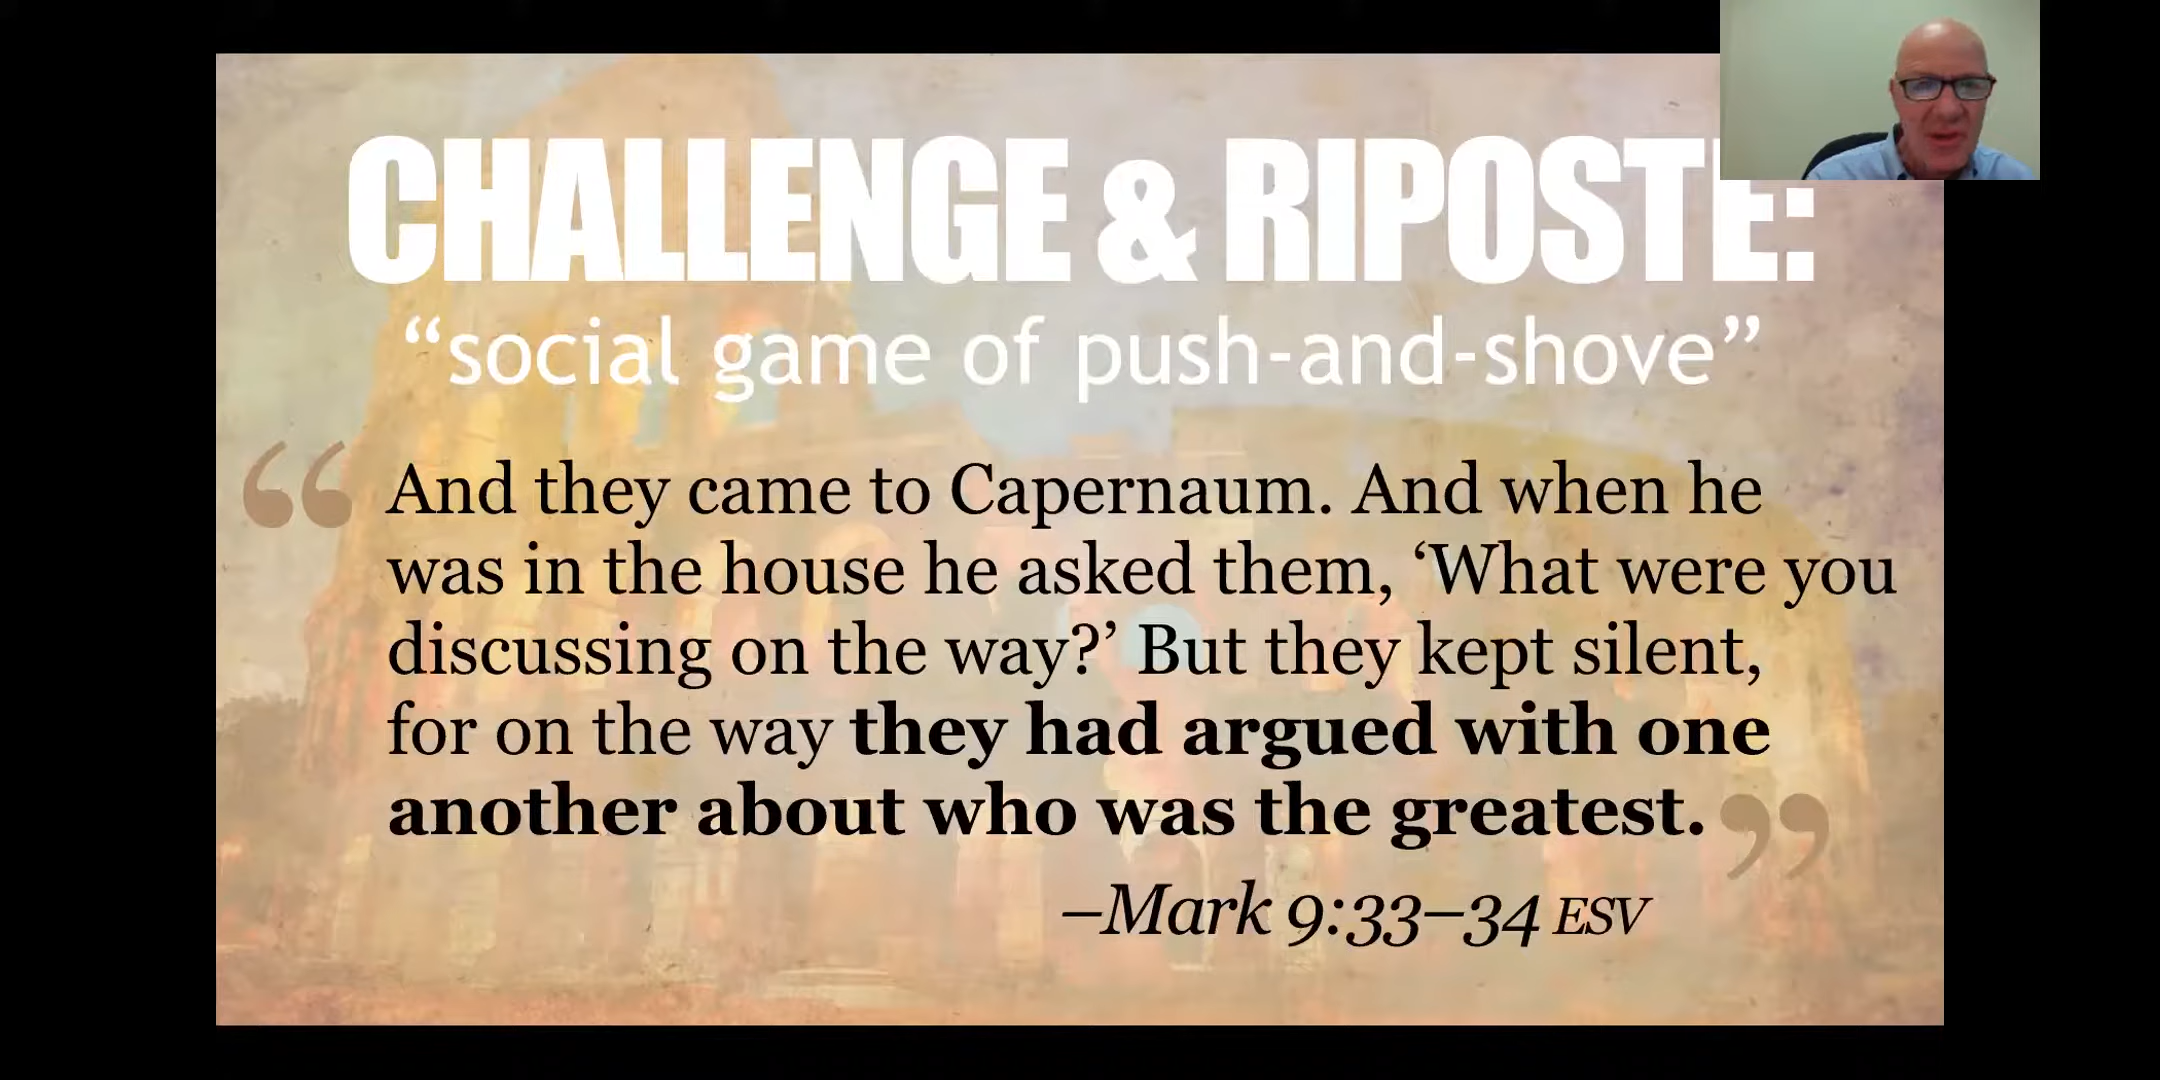 CHALLENGE & RIPOSTE:
“social game of push-and-shove”
“And they came to Capernaum. And when he
was in the house he asked them, ‘What were you
discussing on the way?’ But they kept silent,
for on the way they had argued with one
another about who was the greatest.”
–Mark 9:33–34 ESV